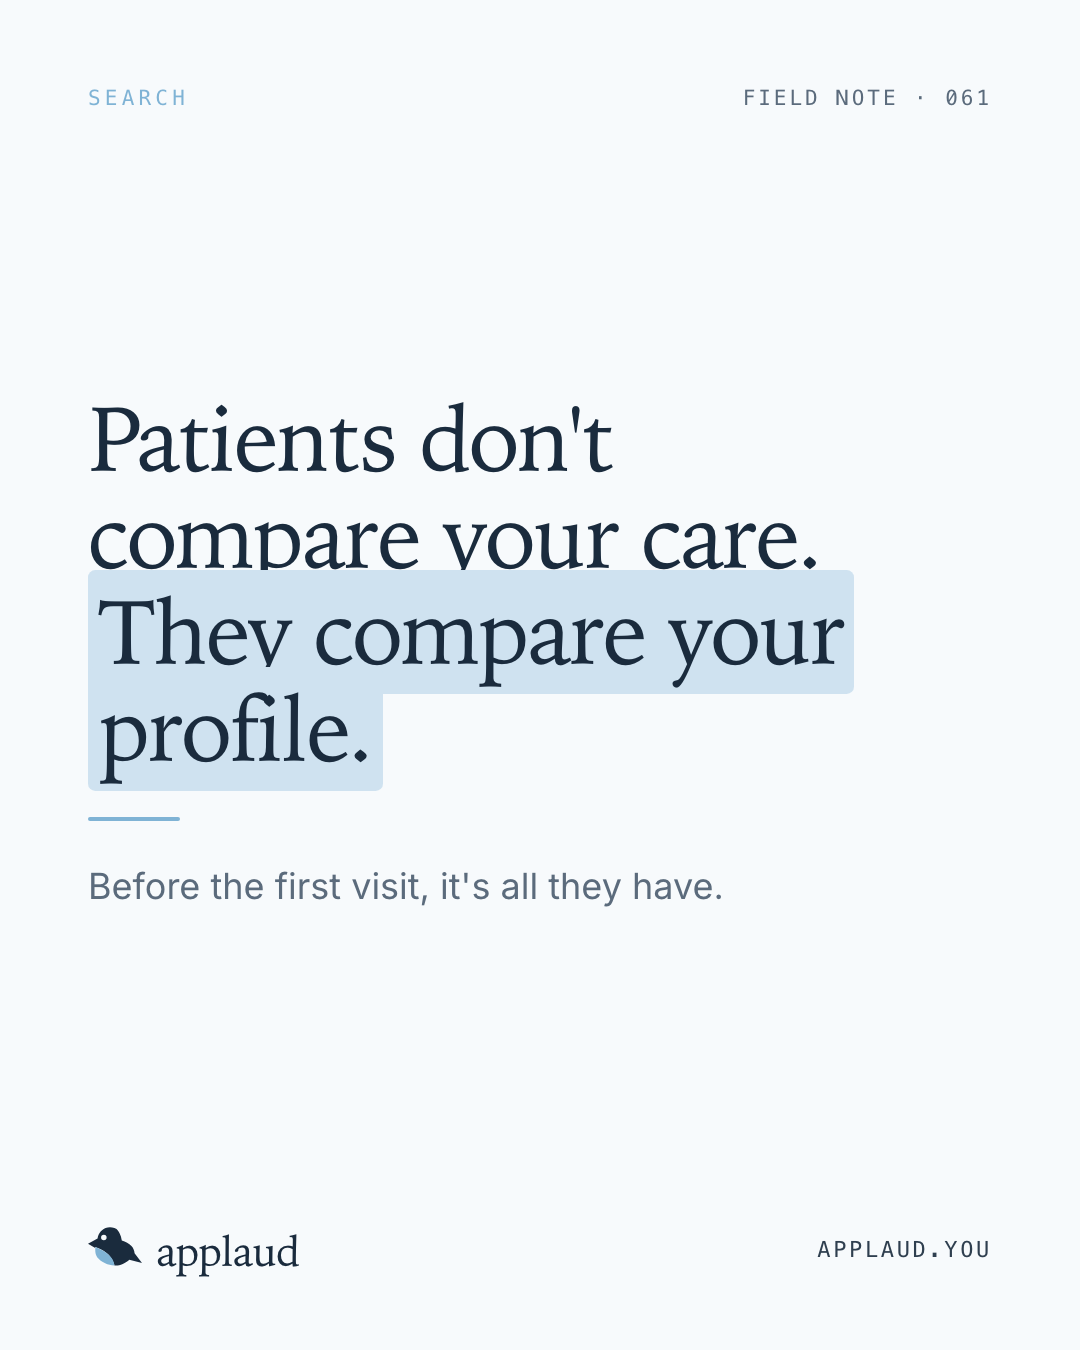 SEARCH
FIELD NOTE · 061
Patients don't
compare your care.
They compare your
profile.
Before the first visit, it's all they have.
applaud
APPLAUD.YOU